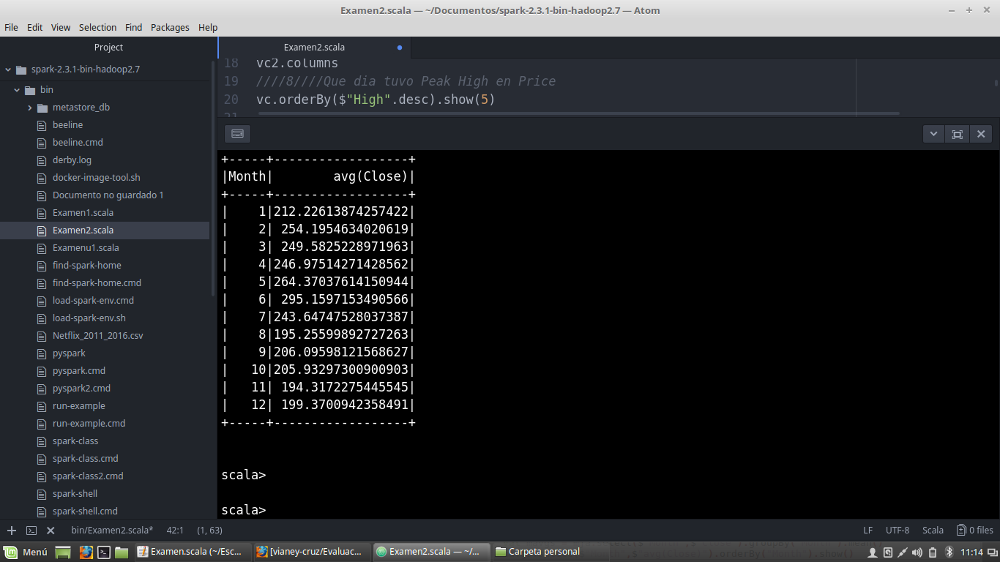 Examen2.scala — ~/Documentos/spark-2.3.1-bin-hadoop2.7 — Atom
File Edit View Selection Find Packages Help
Project
spark-2.3.1-bin-hadoop2.7
bin
metastore_db
beeline
beeline.cmd
derby.log
docker-image-tool.sh
Documento no guardado 1
Examen1.scala
Examen2.scala
Examenu1.scala
find-spark-home
find-spark-home.cmd
load-spark-env.cmd
load-spark-env.sh
Netflix_2011_2016.csv
pyspark
pyspark.cmd
pyspark2.cmd
run-example
run-example.cmd
spark-class
spark-class.cmd
spark-class2.cmd
spark-shell
spark-shell.cmd
Examen2.scala
18 vc2.columns
19 ////8////Que dia tuvo Peak High en Price
20 vc.orderBy($"High".desc).show(5)
21
+-----+------------------+
|Month|        avg(Close)|
+-----+------------------+
|    1|212.22613874257422|
|    2| 254.1954634020619|
|    3| 249.5825228971963|
|    4|246.97514271428562|
|    5|264.37037614150944|
|    6| 295.1597153490566|
|    7|243.64747528037387|
|    8|195.25599892727263|
|    9|206.09598121568627|
|   10|205.93297300900903|
|   11| 194.3172275445545|
|   12| 199.3700942358491|
+-----+------------------+
scala>
scala>
bin/Examen2.scala* 42:1 (1, 63) LF UTF-8 Scala 0 files
Menú Examen.scala (~/Esc... [vianey-cruz/Evaluac... Examen2.scala — ~/... Carpeta personal 11:14